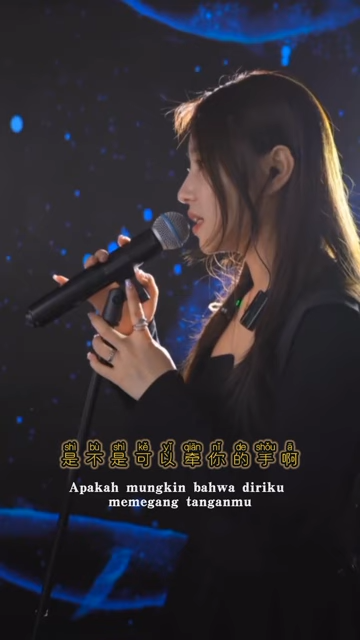 shì bù shì kě yǐ qiān nǐ de shǒu ā
是不是可以牵你的手啊
Apakah mungkin bahwa diriku
memegang tanganmu